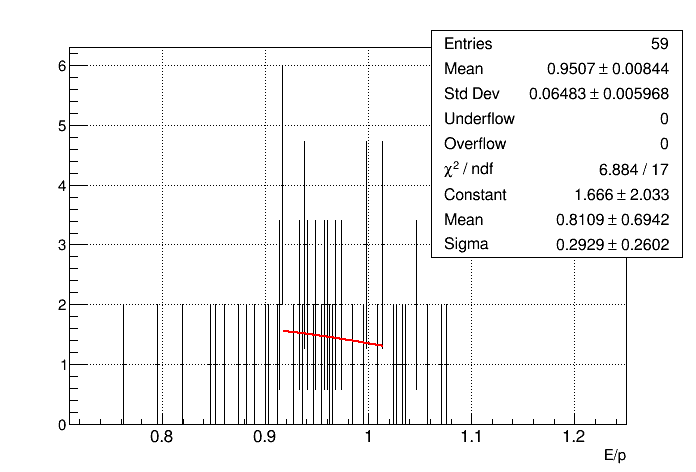 Entries 59
Mean 0.9507 ± 0.00844
Std Dev 0.06483 ± 0.005968
Underflow 0
Overflow 0
χ² / ndf 6.884 / 17
Constant 1.666 ± 2.033
Mean 0.8109 ± 0.6942
Sigma 0.2929 ± 0.2602
6
5
4
3
2
1
0
0.8 0.9 1 1.1 1.2
E/p